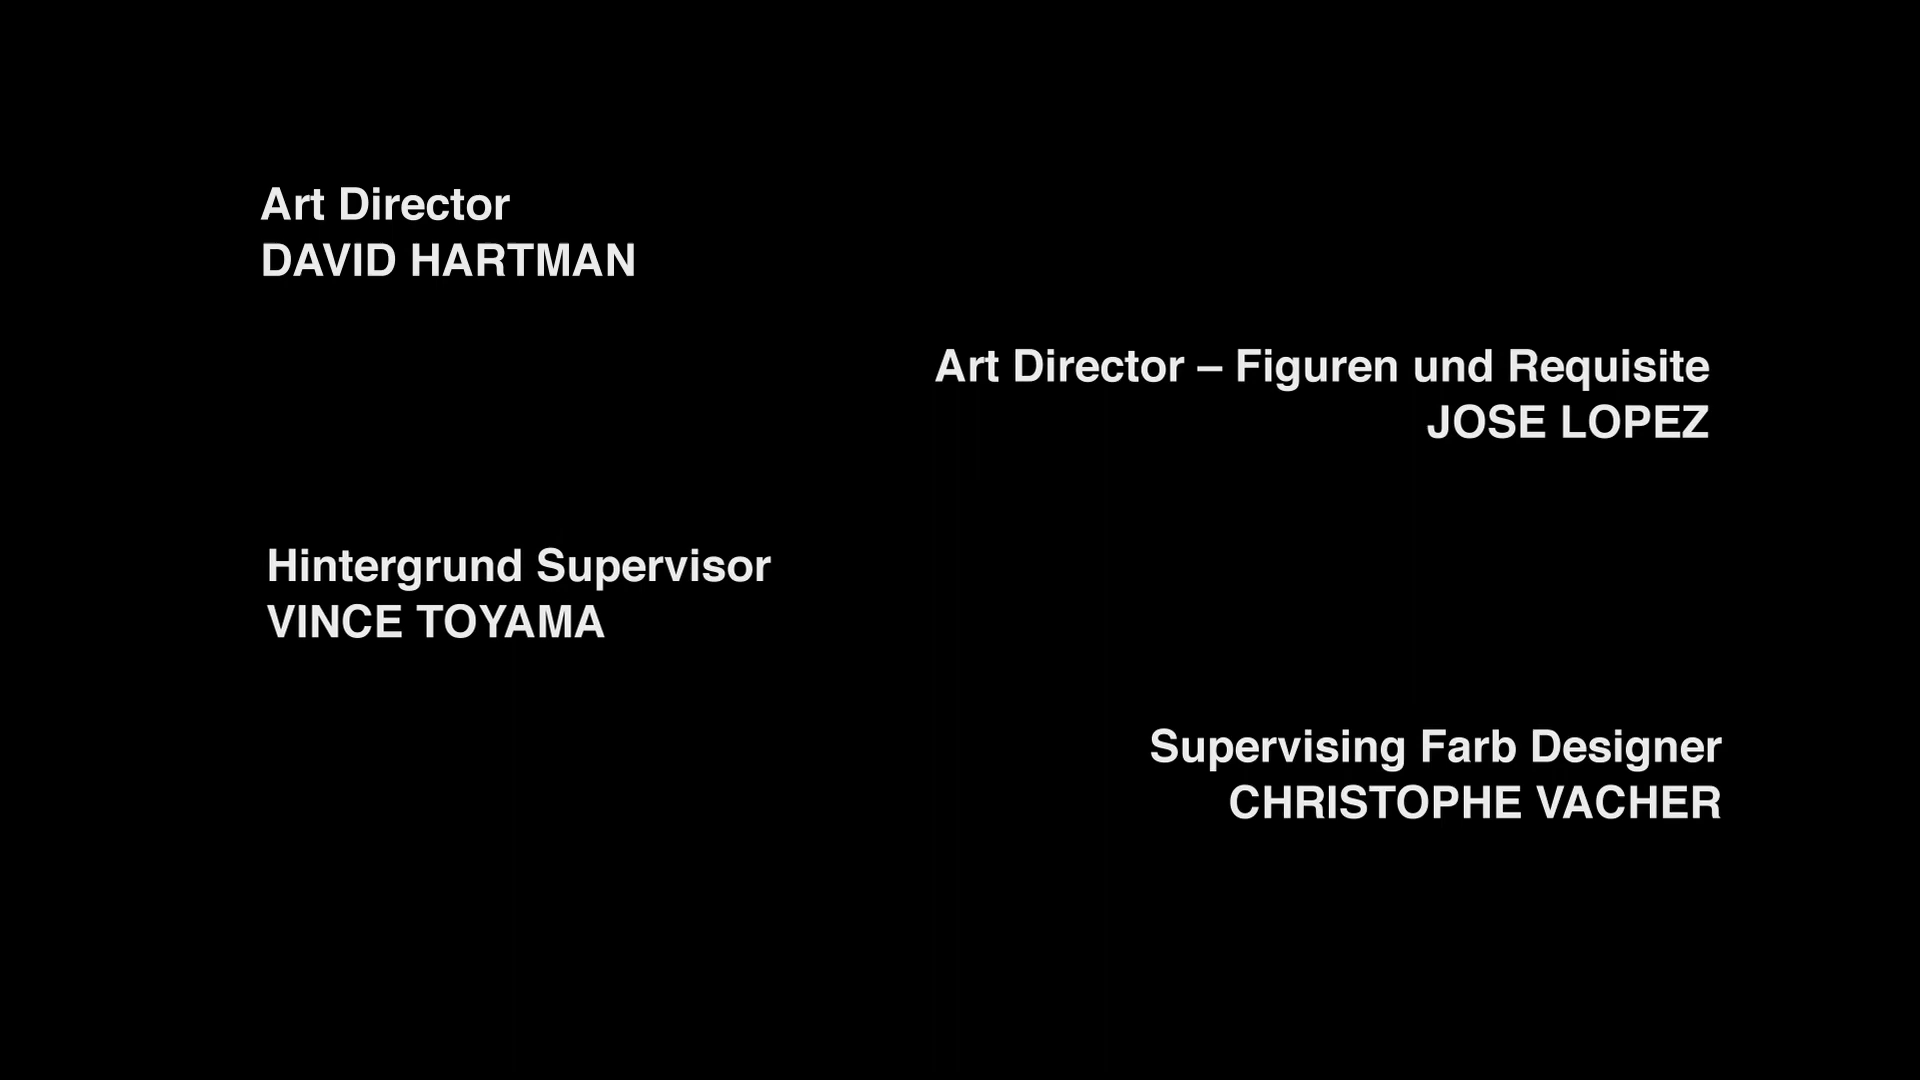 Art Director
DAVID HARTMAN
Art Director – Figuren und Requisite
JOSE LOPEZ
Hintergrund Supervisor
VINCE TOYAMA
Supervising Farb Designer
CHRISTOPHE VACHER